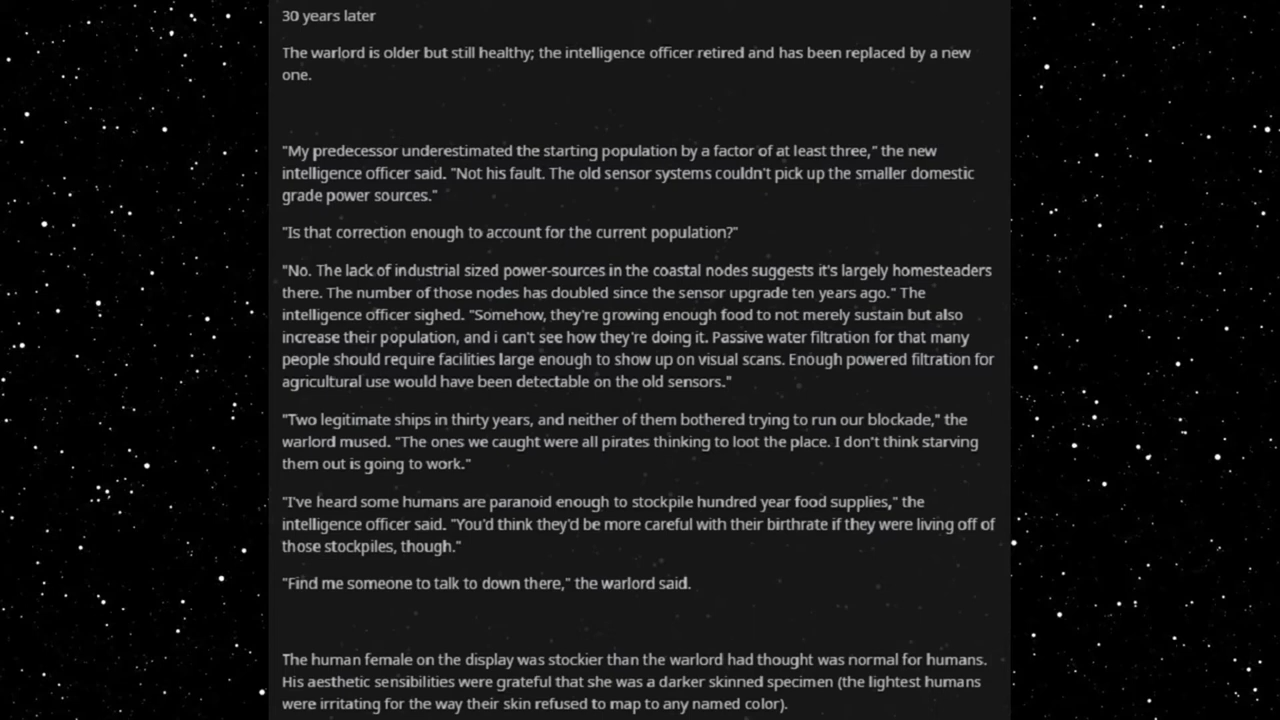 30 years later
The warlord is older but still healthy; the intelligence officer retired and has been replaced by a new
one.
"My predecessor underestimated the starting population by a factor of at least three," the new
intelligence officer said. "Not his fault. The old sensor systems couldn't pick up the smaller domestic
grade power sources."
"Is that correction enough to account for the current population?"
"No. The lack of industrial sized power-sources in the coastal nodes suggests it's largely homesteaders
there. The number of those nodes has doubled since the sensor upgrade ten years ago." The
intelligence officer sighed. "Somehow, they're growing enough food to not merely sustain but also
increase their population, and i can't see how they're doing it. Passive water filtration for that many
people should require facilities large enough to show up on visual scans. Enough powered filtration for
agricultural use would have been detectable on the old sensors."
"Two legitimate ships in thirty years, and neither of them bothered trying to run our blockade," the
warlord mused. "The ones we caught were all pirates thinking to loot the place. I don't think starving
them out is going to work."
"I've heard some humans are paranoid enough to stockpile hundred year food supplies," the
intelligence officer said. "You'd think they'd be more careful with their birthrate if they were living off of
those stockpiles, though."
"Find me someone to talk to down there," the warlord said.
The human female on the display was stockier than the warlord had thought was normal for humans.
His aesthetic sensibilities were grateful that she was a darker skinned specimen (the lightest humans
were irritating for the way their skin refused to map to any named color).